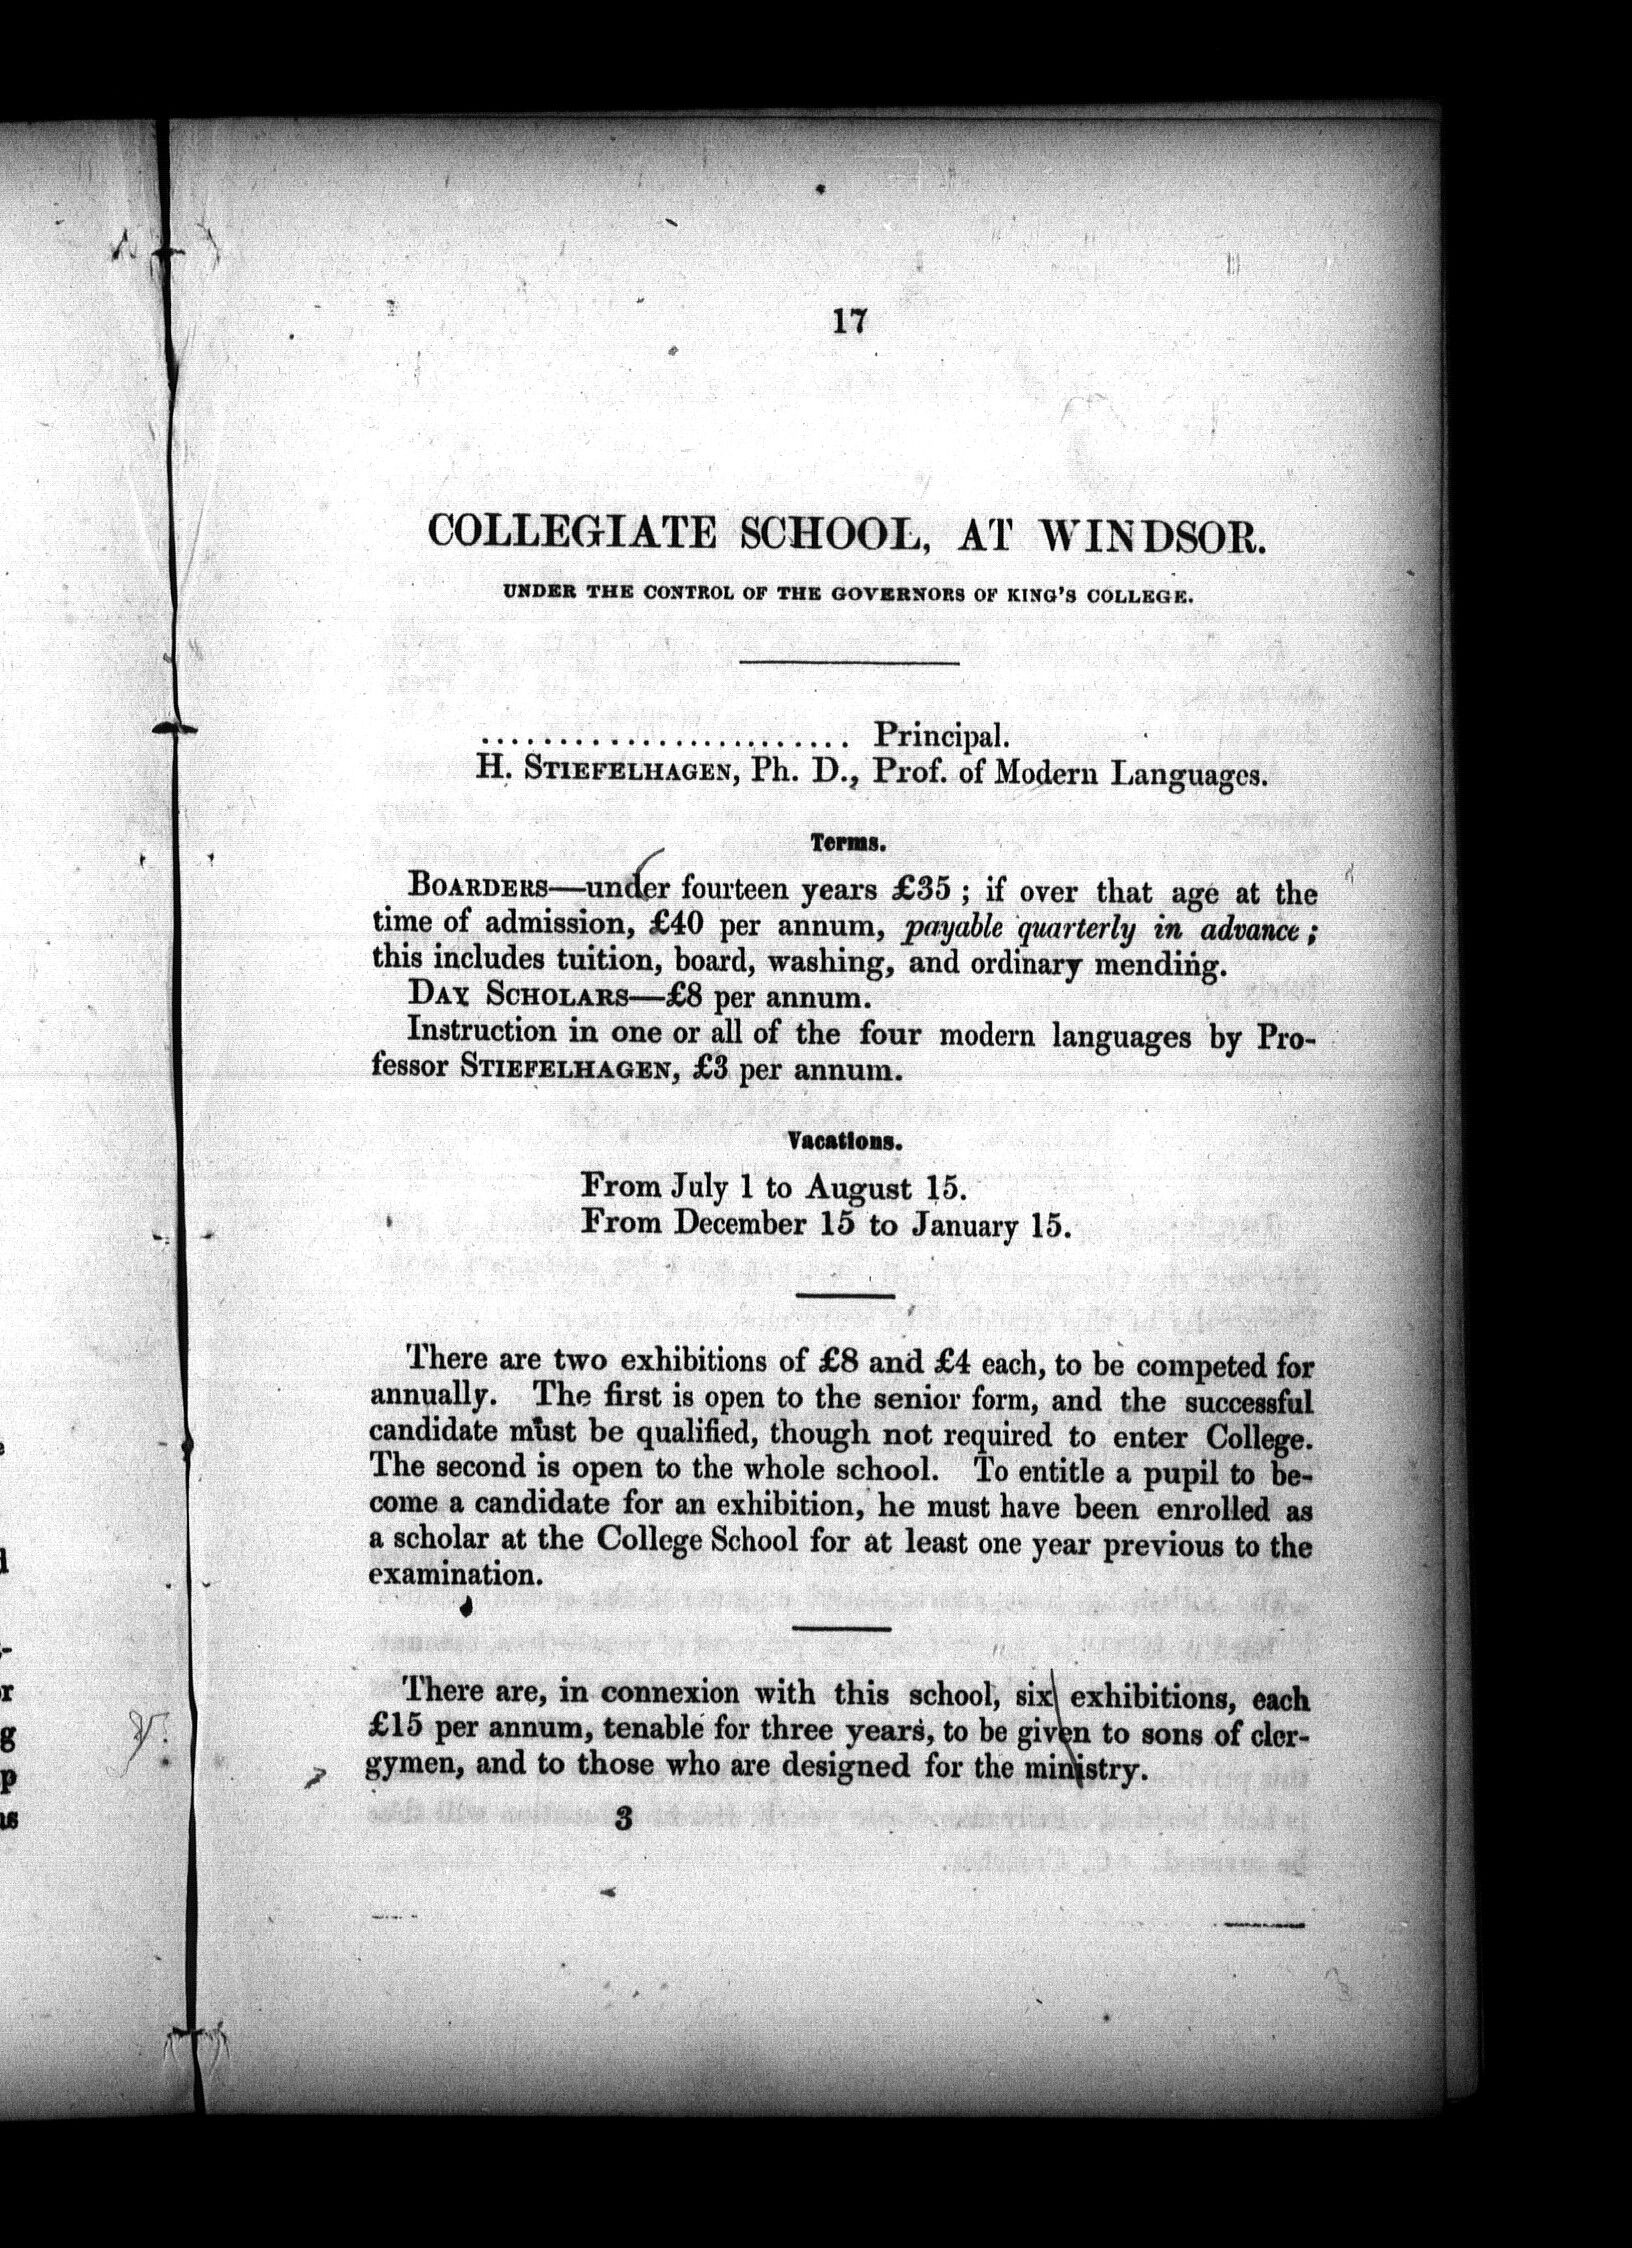 17
COLLEGIATE SCHOOL, AT WINDSOR.
UNDER THE CONTROL OF THE GOVERNORS OF KING'S COLLEGE.
........................ Principal.
H. STIEFELHAGEN, Ph. D., Prof. of Modern Languages.
Terms.
BOARDERS—under fourteen years £35 ; if over that age at the
time of admission, £40 per annum, payable quarterly in advance ;
this includes tuition, board, washing, and ordinary mending.
DAY SCHOLARS—£8 per annum.
Instruction in one or all of the four modern languages by Pro-
fessor STIEFELHAGEN, £3 per annum.
Vacations.
From July 1 to August 15.
From December 15 to January 15.
There are two exhibitions of £8 and £4 each, to be competed for
annually. The first is open to the senior form, and the successful
candidate must be qualified, though not required to enter College.
The second is open to the whole school. To entitle a pupil to be-
come a candidate for an exhibition, he must have been enrolled as
a scholar at the College School for at least one year previous to the
examination.
There are, in connexion with this school, six exhibitions, each
£15 per annum, tenable for three years, to be given to sons of cler-
gymen, and to those who are designed for the ministry.
3